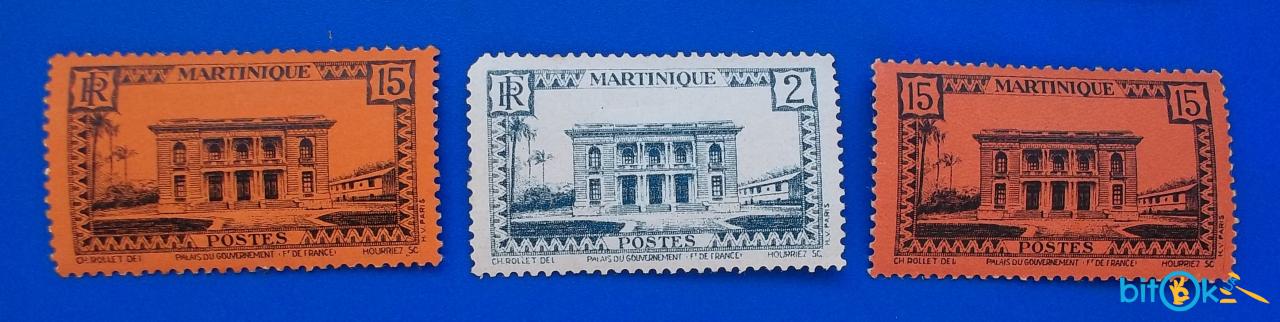 RF MARTINIQUE 15
POSTES
CH.ROLLET DEL PALAIS DU GOUVERNEMENT (FT DE FRANCE) HOURRIEZ SC.
H.V. PARIS
RF MARTINIQUE 2
POSTES
CH.ROLLET DEL PALAIS DU GOUVERNEMENT (FT DE FRANCE) HOURRIEZ SC.
H.V. PARIS
15 MARTINIQUE 15
POSTES
CH.ROLLET DEL PALAIS DU GOUVERNEMENT (FT DE FRANCE) HOURRIEZ SC.
H.V. PARIS